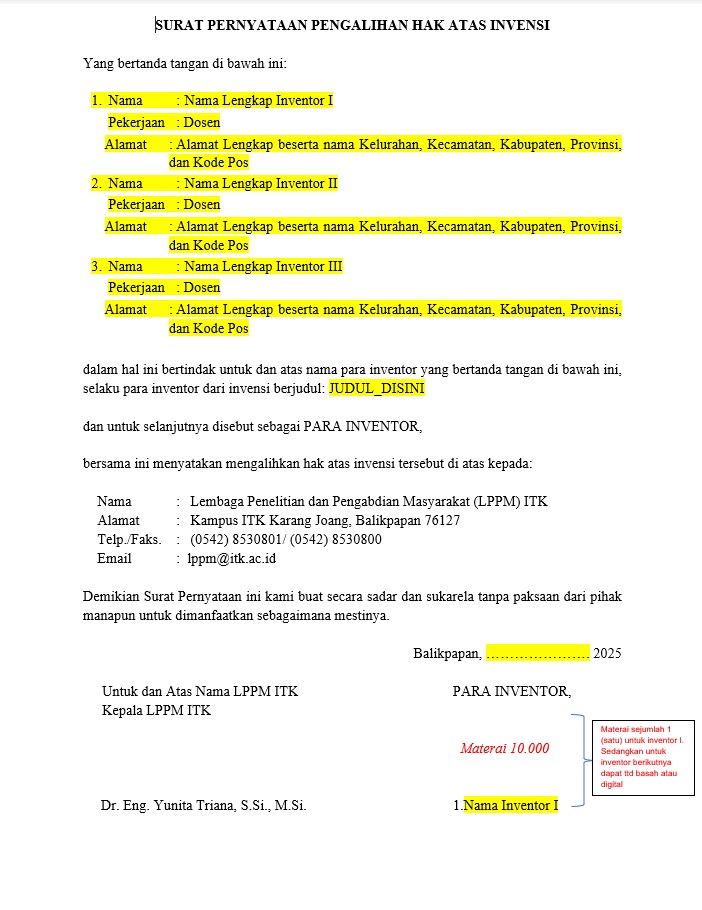 SURAT PERNYATAAN PENGALIHAN HAK ATAS INVENSI
Yang bertanda tangan di bawah ini:
1. Nama : Nama Lengkap Inventor I
Pekerjaan : Dosen
Alamat : Alamat Lengkap beserta nama Kelurahan, Kecamatan, Kabupaten, Provinsi,
dan Kode Pos
2. Nama : Nama Lengkap Inventor II
Pekerjaan : Dosen
Alamat : Alamat Lengkap beserta nama Kelurahan, Kecamatan, Kabupaten, Provinsi,
dan Kode Pos
3. Nama : Nama Lengkap Inventor III
Pekerjaan : Dosen
Alamat : Alamat Lengkap beserta nama Kelurahan, Kecamatan, Kabupaten, Provinsi,
dan Kode Pos
dalam hal ini bertindak untuk dan atas nama para inventor yang bertanda tangan di bawah ini,
selaku para inventor dari invensi berjudul: JUDUL_DISINI
dan untuk selanjutnya disebut sebagai PARA INVENTOR,
bersama ini menyatakan mengalihkan hak atas invensi tersebut di atas kepada:
Nama : Lembaga Penelitian dan Pengabdian Masyarakat (LPPM) ITK
Alamat : Kampus ITK Karang Joang, Balikpapan 76127
Telp./Faks. : (0542) 8530801/ (0542) 8530800
Email : lppm@itk.ac.id
Demikian Surat Pernyataan ini kami buat secara sadar dan sukarela tanpa paksaan dari pihak
manapun untuk dimanfaatkan sebagaimana mestinya.
Balikpapan, …………………. 2025
Untuk dan Atas Nama LPPM ITK
Kepala LPPM ITK
PARA INVENTOR,
Materai 10.000
Materai sejumlah 1
(satu) untuk inventor I.
Sedangkan untuk
inventor berikutnya
dapat ttd basah atau
digital
Dr. Eng. Yunita Triana, S.Si., M.Si.
1.Nama Inventor I